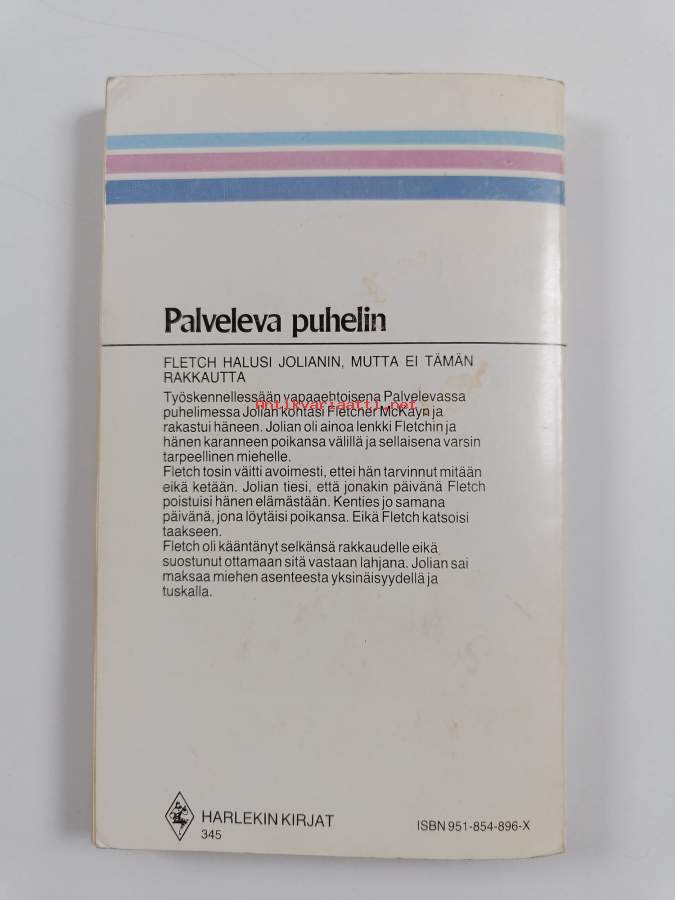 Palveleva puhelin
FLETCH HALUSI JOLIANIN, MUTTA EI TÄMÄN
RAKKAUTTA
Työskennellessään vapaaehtoisena Palvelevassa
puhelimessa Jolian kohtasi Fletcher McKayn ja
Antikvariaatti.net
rakastui häneen. Jolian oli ainoa lenkki Fletchin ja
hänen karanneen poikansa välillä ja sellaisena varsin
tarpeellinen miehelle.
Fletch tosin väitti avoimesti, ettei hän tarvinnut mitään
eikä ketään. Jolian tiesi, että jonakin päivänä Fletch
poistuisi hänen elämästään. Kenties jo samana
päivänä, jona löytäisi poikansa. Eikä Fletch katsoisi
taakseen.
Fletch oli kääntänyt selkänsä rakkaudelle eikä
suostunut ottamaan sitä vastaan lahjana. Jolian sai
maksaa miehen asenteesta yksinäisyydellä ja
tuskalla.
HARLEKIN KIRJAT
345
ISBN 951-854-896-X